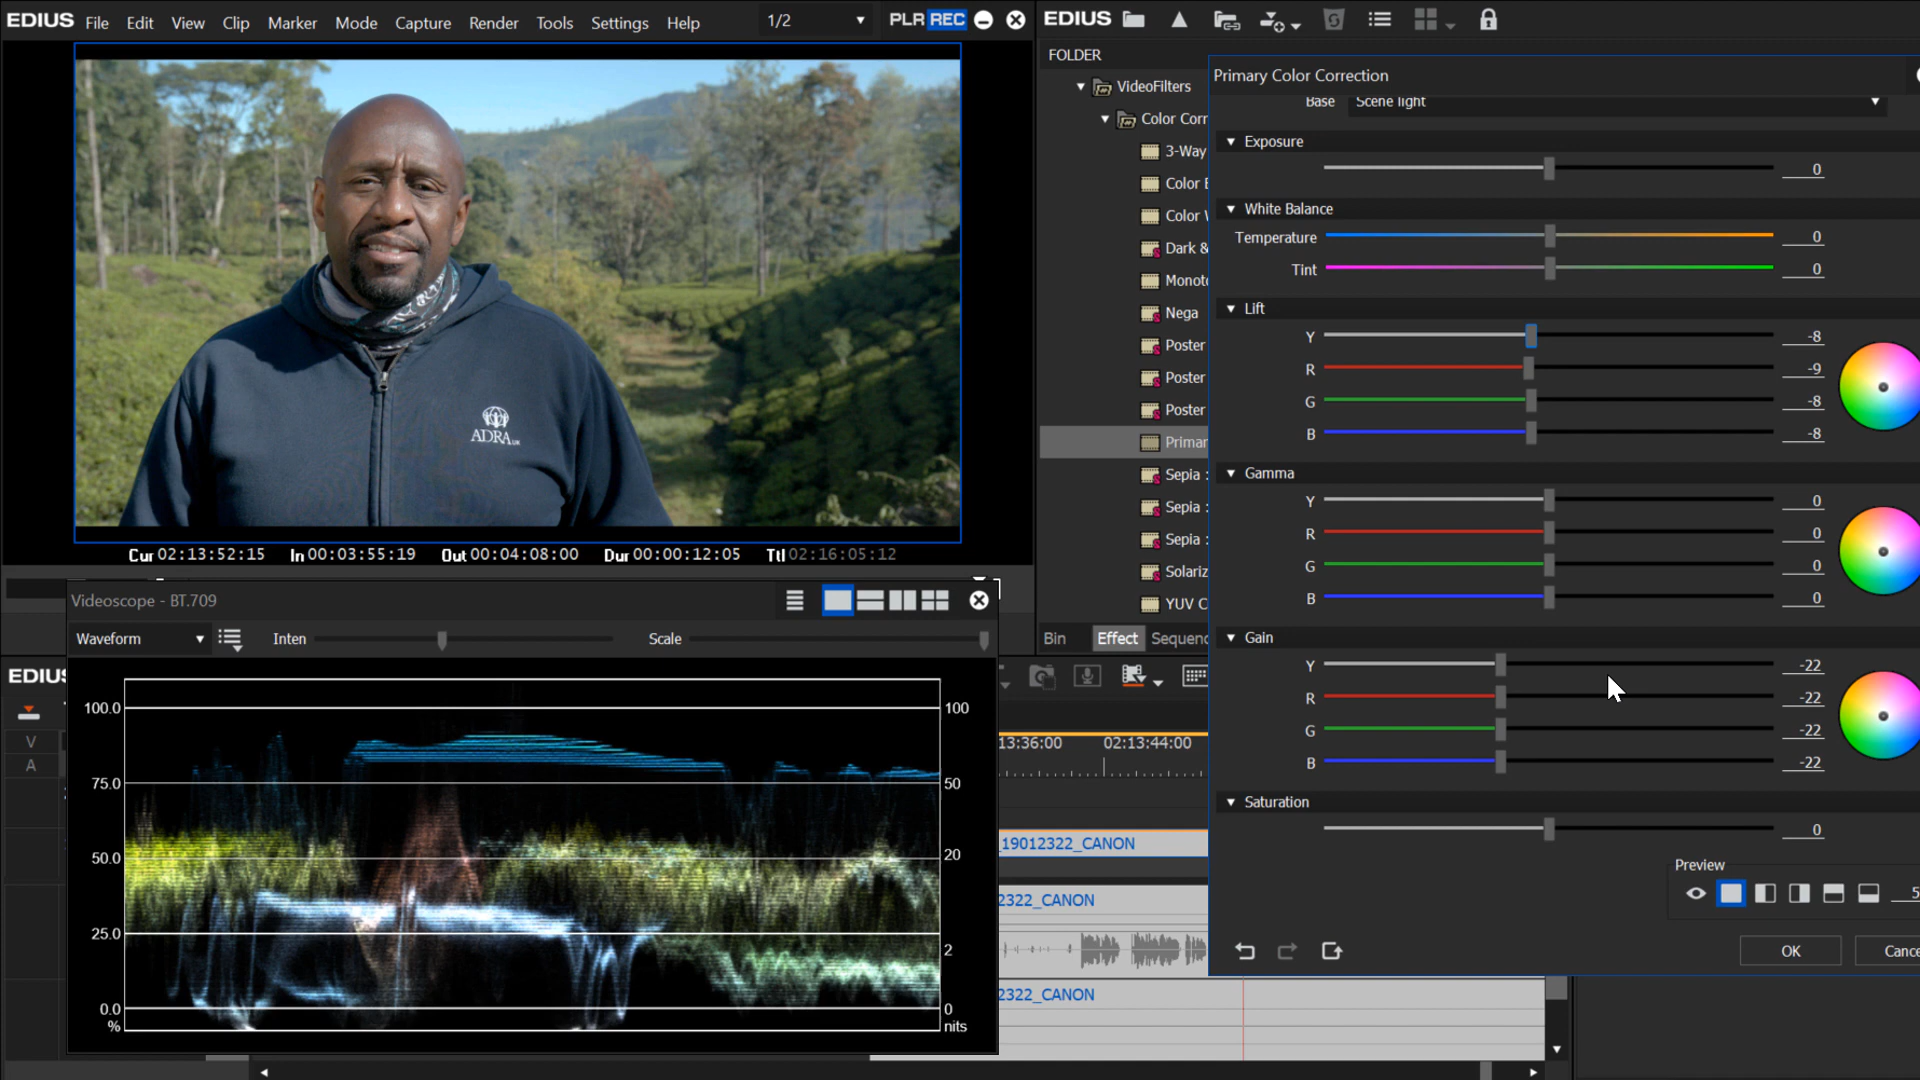 EDIUS File Edit View Clip Marker Mode Capture Render Tools Settings Help 1/2 PLR REC
ADRA UK
Cur 02:13:52:15 In 00:03:55:19 Out 00:04:08:00 Dur 00:00:12:05 Ttl 02:16:05:12
EDIUS
FOLDER
VideoFilters
Color Corr
3-Way
Color
Color
Dark &
Monoto
Nega
Poster
Poster
Poster
Primar
Sepia :
Sepia :
Sepia :
Solariz
YUV C
Bin Effect Sequenc
Primary Color Correction
Base Scene light
Exposure
0
White Balance
Temperature 0
Tint 0
Lift
Y -8
R -9
G -8
B -8
Gamma
Y 0
R 0
G 0
B 0
Gain
Y -22
R -22
G -22
B -22
Saturation
0
Preview
5
OK Cance
Videoscope - BT.709
Waveform Inten Scale
100.0 100
75.0 50
50.0 20
25.0 2
0.0 0
% nits
EDIUS
V
A
13:36:00 02:13:44:00
19012322_CANON
2322_CANON
2322_CANON